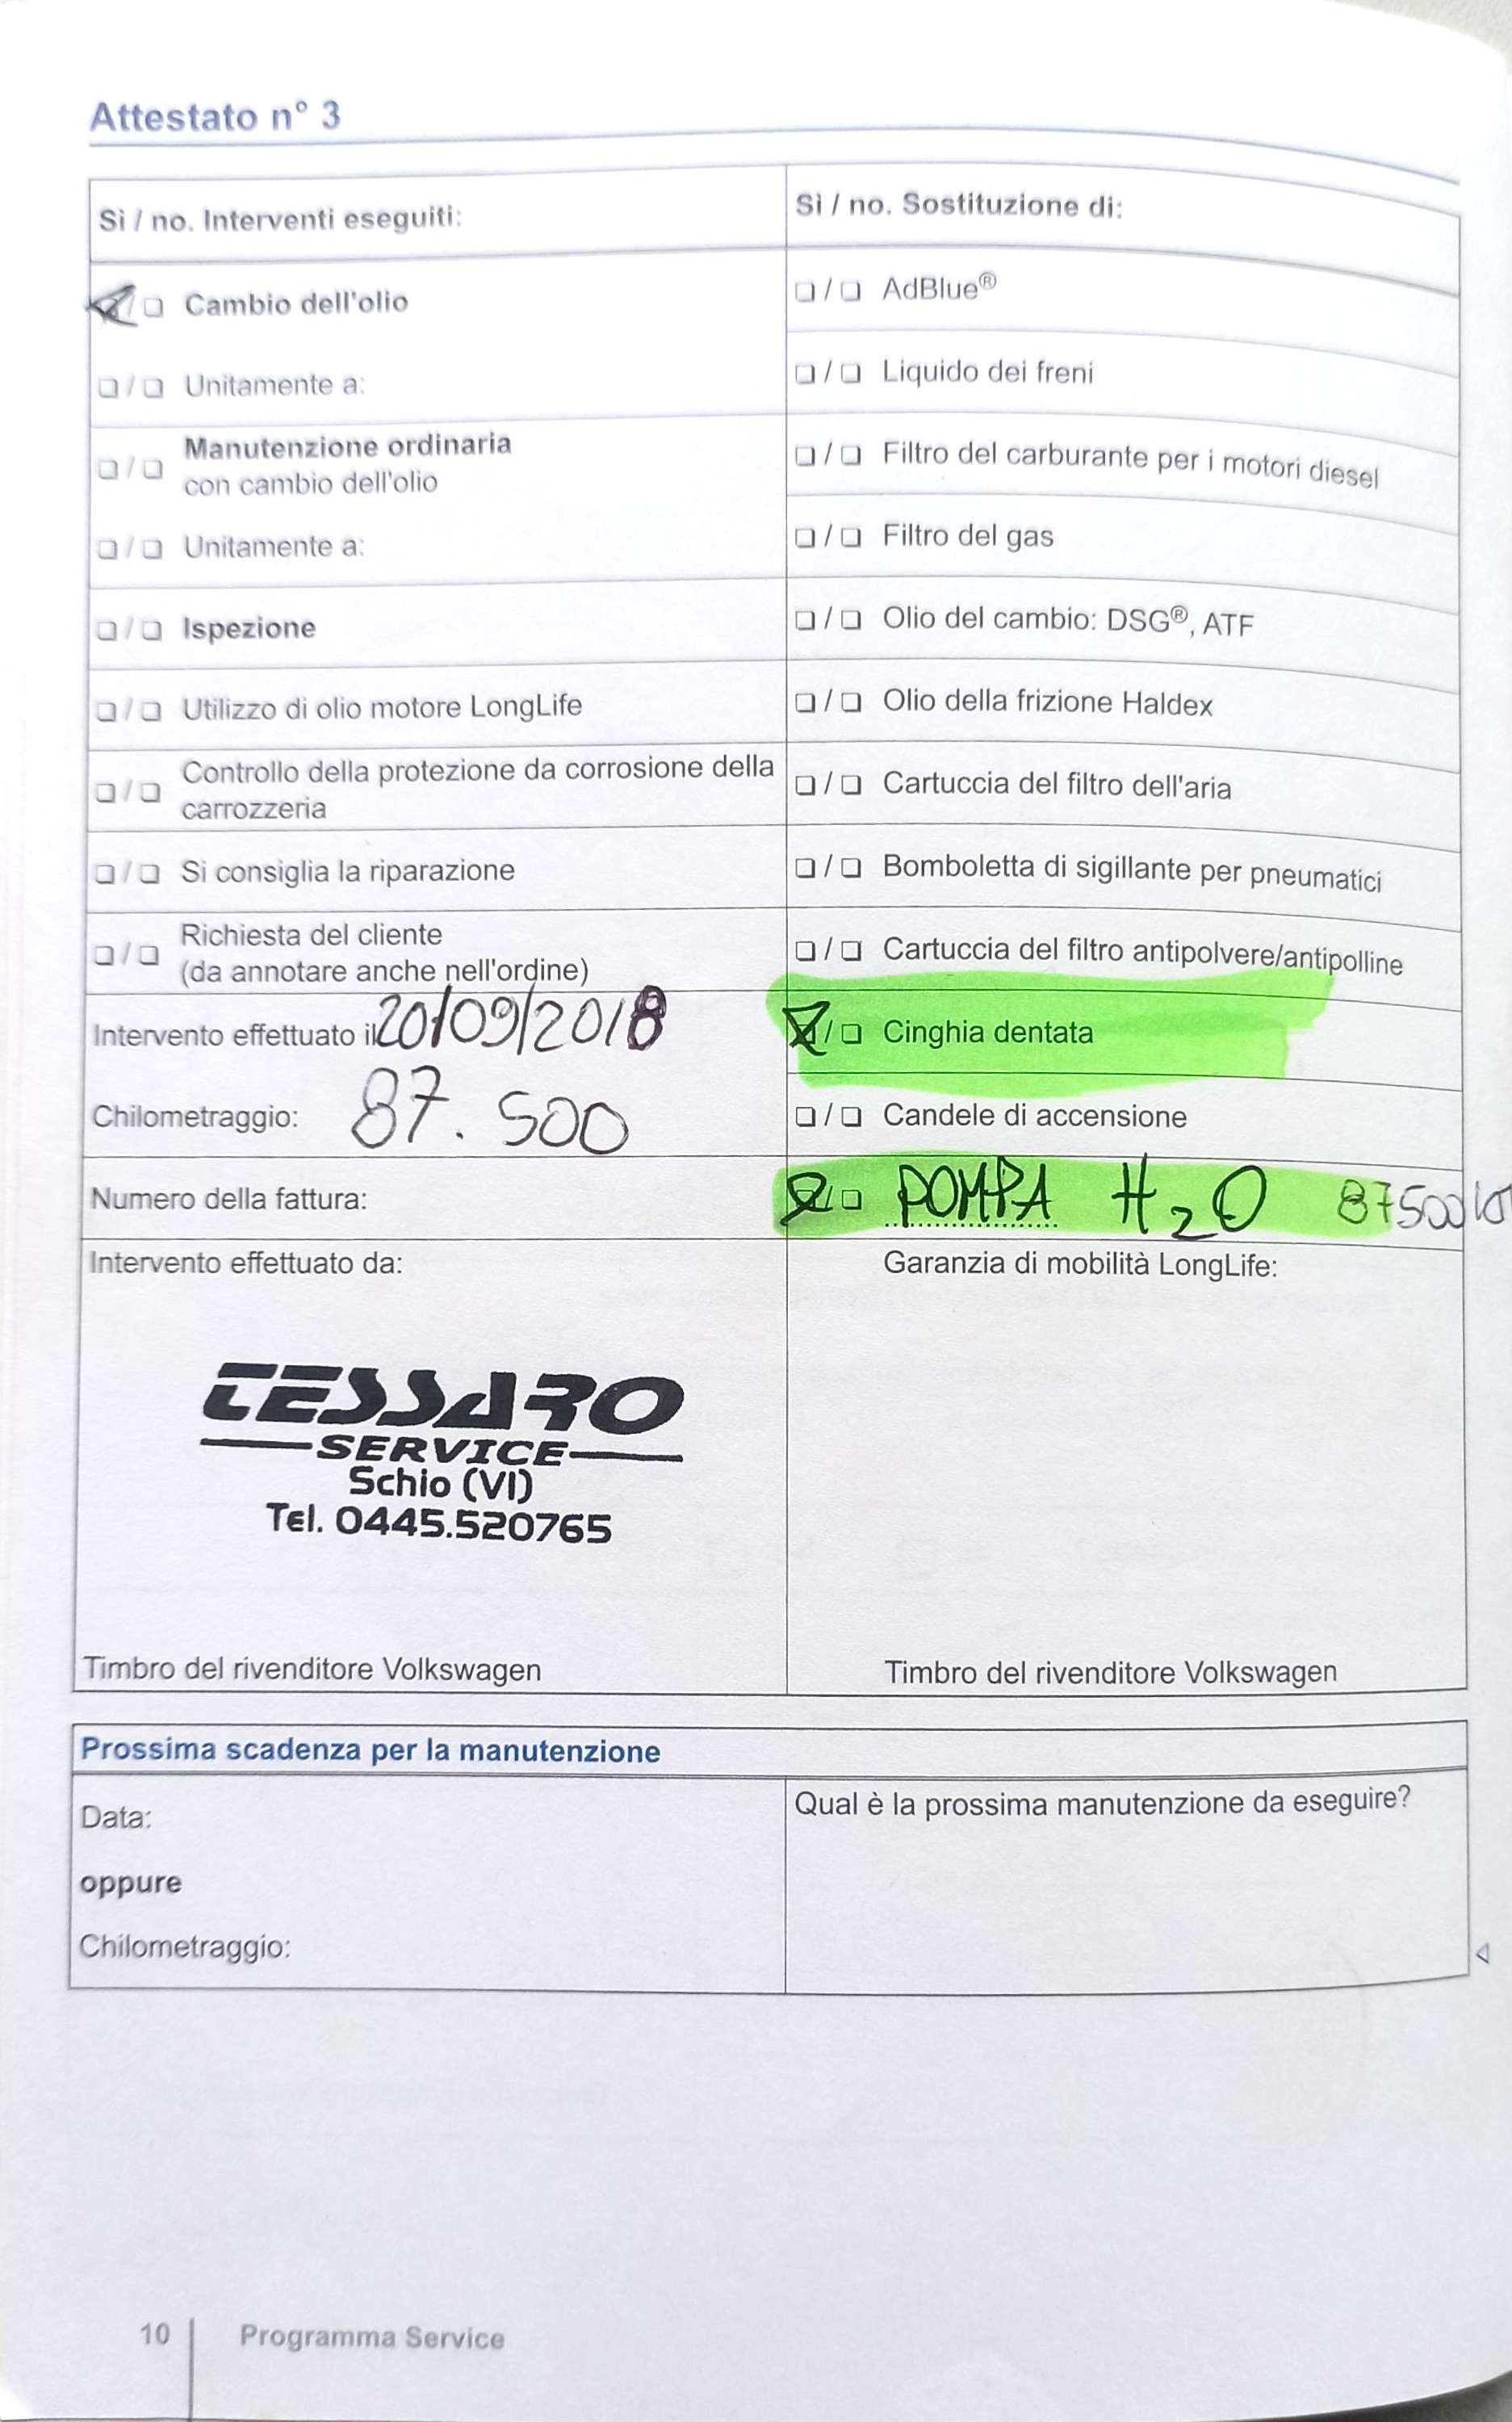 Attestato n° 3
Sì / no. Interventi eseguiti:
Cambio dell'olio
Unitamente a:
Manutenzione ordinaria
con cambio dell'olio
Unitamente a:
Ispezione
Utilizzo di olio motore LongLife
Controllo della protezione da corrosione della
carrozzeria
Si consiglia la riparazione
Richiesta del cliente
(da annotare anche nell'ordine)
Intervento effettuato il 20/09/2018
Chilometraggio: 87.500
Numero della fattura:
Intervento effettuato da:
TESSARO
SERVICE
Schio (VI)
Tel. 0445.520765
Timbro del rivenditore Volkswagen
Sì / no. Sostituzione di:
AdBlue®
Liquido dei freni
Filtro del carburante per i motori diesel
Filtro del gas
Olio del cambio: DSG®, ATF
Olio della frizione Haldex
Cartuccia del filtro dell'aria
Bomboletta di sigillante per pneumatici
Cartuccia del filtro antipolvere/antipolline
Cinghia dentata
Candele di accensione
POMPA H₂O 87500
Garanzia di mobilità LongLife:
Timbro del rivenditore Volkswagen
Prossima scadenza per la manutenzione
Data:
oppure
Chilometraggio:
Qual è la prossima manutenzione da eseguire?
10
Programma Service